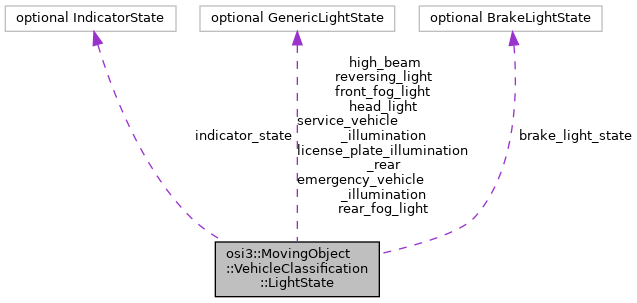 optional IndicatorState
optional GenericLightState
optional BrakeLightState
high_beam
reversing_light
front_fog_light
head_light
service_vehicle
_illumination
license_plate_illumination
_rear
emergency_vehicle
_illumination
rear_fog_light
indicator_state
brake_light_state
osi3::MovingObject
::VehicleClassification
::LightState